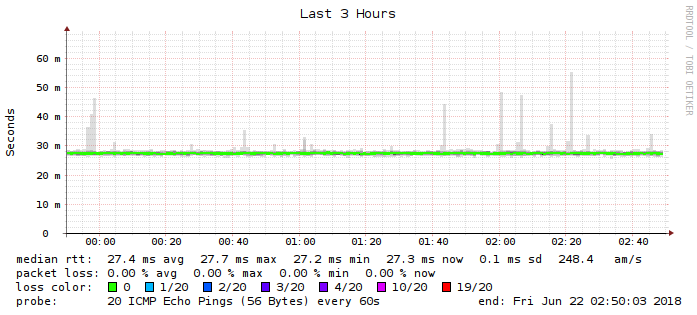 Last 3 Hours
RRDTOOL / TOBI OETIKER
Seconds
60 m
50 m
40 m
30 m
20 m
10 m
0
00:00 00:20 00:40 01:00 01:20 01:40 02:00 02:20 02:40
median rtt: 27.4 ms avg 27.7 ms max 27.2 ms min 27.3 ms now 0.1 ms sd 248.4 am/s
packet loss: 0.00 % avg 0.00 % max 0.00 % min 0.00 % now
loss color: 0 1/20 2/20 3/20 4/20 10/20 19/20
probe: 20 ICMP Echo Pings (56 Bytes) every 60s end: Fri Jun 22 02:50:03 2018